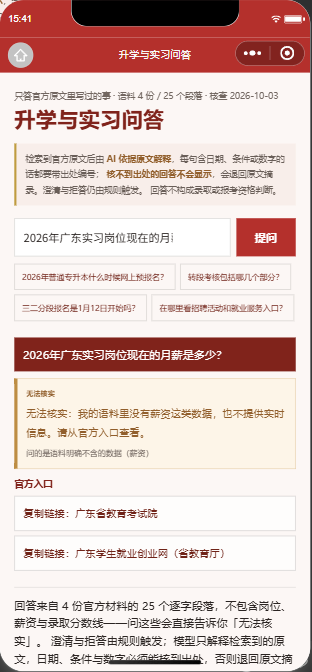 15:41
升学与实习问答
只答官方原文里写过的事 · 语料 4 份 / 25 个段落 · 核查 2026-10-03
升学与实习问答
检索到官方原文后由 AI 依据原文解释，每句含日期、条件或数字的
话都要带出处编号；核不到出处的回答不会显示，会退回原文摘
录。澄清与拒答仍由规则触发。 回答不构成录取或报考资格判断。
2026年广东实习岗位现在的月
提问
2026年普通专升本什么时候网上预报名？
转段考核包括哪几个部分？
三二分段报名是1月12日开始吗？
在哪里看招聘活动和就业服务入口？
2026年广东实习岗位现在的月薪是多少？
无法核实
无法核实：我的语料里没有薪资这类数据，也不提供实时
信息。请从官方入口查看。
问的是语料明确不含的数据（薪资）
官方入口
复制链接：广东省教育考试院
复制链接：广东学生就业创业网（省教育厅）
回答来自 4 份官方材料的 25 个逐字段落，不包含岗位、
薪资与录取分数线——问这些会直接告诉你「无法核
实」。 澄清与拒答由规则触发；模型只解释检索到的原
文，日期、条件与数字必须能核到出处，否则退回原文摘